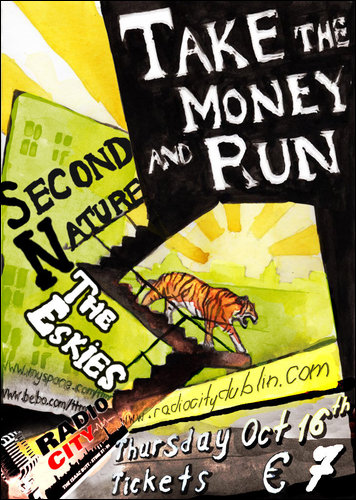 TAKE THE
MONEY
AND RUN
SECOND
NATURE
THE
ESKIES
www.myspace.com/
www.bebo.com/
www.radiocitydublin.com
RADIO
CITY
Thursday Oct 16th
Tickets €7